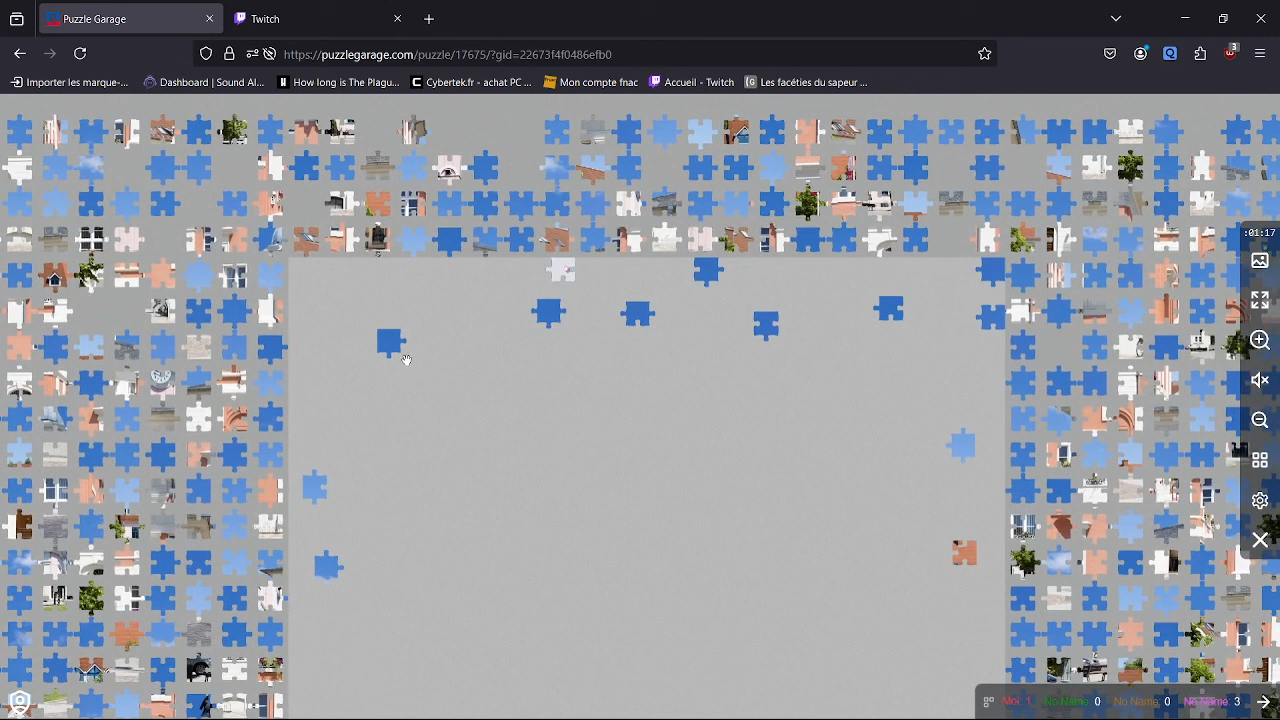 Puzzle Garage
Twitch
https://puzzlegarage.com/puzzle/17675/?gid=22673f4f0486efb0
3
Importer les marque-...
Dashboard | Sound Al...
How long is The Plagu...
Cybertek.fr - achat PC ...
Mon compte fnac
Accueil - Twitch
Les facéties du sapeur ...
:01:17
Moi: 1 No Name: 0 No Name: 0 No Name: 3